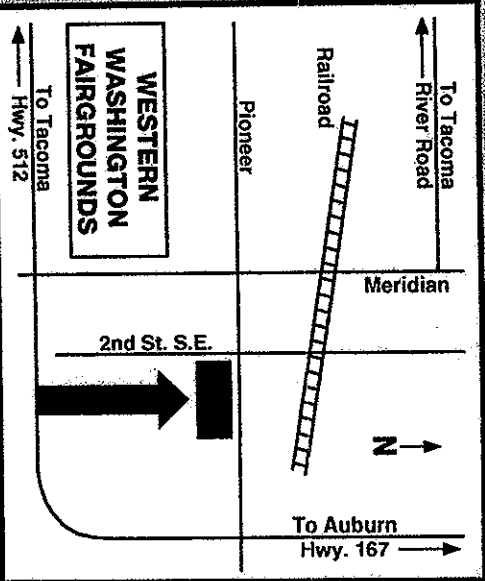 To Tacoma
River Road
Railroad
Pioneer
WESTERN
WASHINGTON
FAIRGROUNDS
To Tacoma
Hwy. 512
Meridian
2nd St. S.E.
N
To Auburn
Hwy. 167